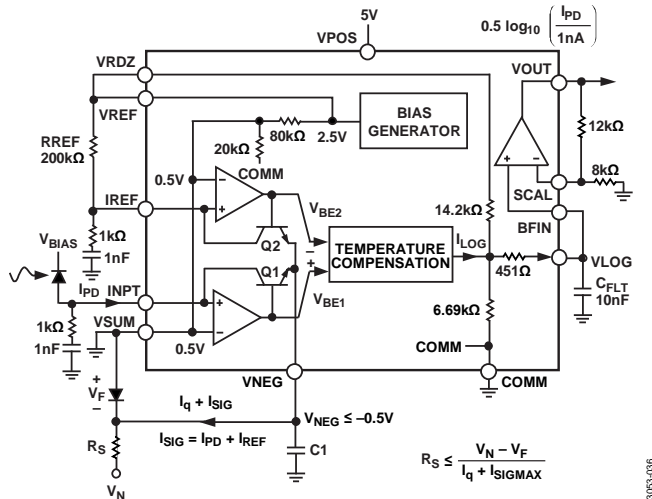 5V
0.5 log10 (IPD / 1nA)
VPOS
VRDZ
VOUT
VREF
BIAS
GENERATOR
80kΩ
2.5V
20kΩ
COMM
RREF
200kΩ
12kΩ
0.5V
8kΩ
SCAL
IREF
VBE2
14.2kΩ
BFIN
1kΩ
1nF
Q2
VBIAS
TEMPERATURE
COMPENSATION
ILOG
451Ω
VLOG
Q1
IPD
INPT
VBE1
CFLT
10nF
1kΩ
1nF
VSUM
0.5V
6.69kΩ
COMM
VNEG
COMM
+
VF
–
Iq + ISIG
VNEG ≤ –0.5V
ISIG = IPD + IREF
C1
RS
VN
RS ≤ (VN – VF) / (Iq + ISIGMAX)
3053-036